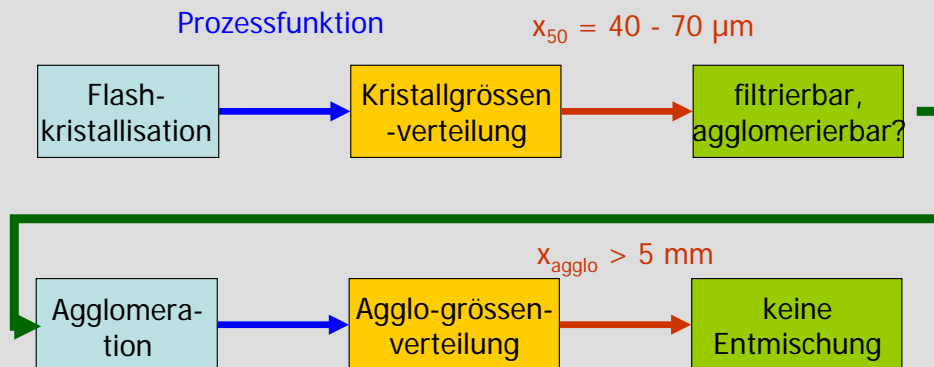 Prozessfunktion
x50 = 40 - 70 µm
Flash-
kristallisation
Kristallgrössen
-verteilung
filtrierbar,
agglomerierbar?
xagglo > 5 mm
Agglomera-
tion
Agglo-grössen-
verteilung
keine
Entmischung